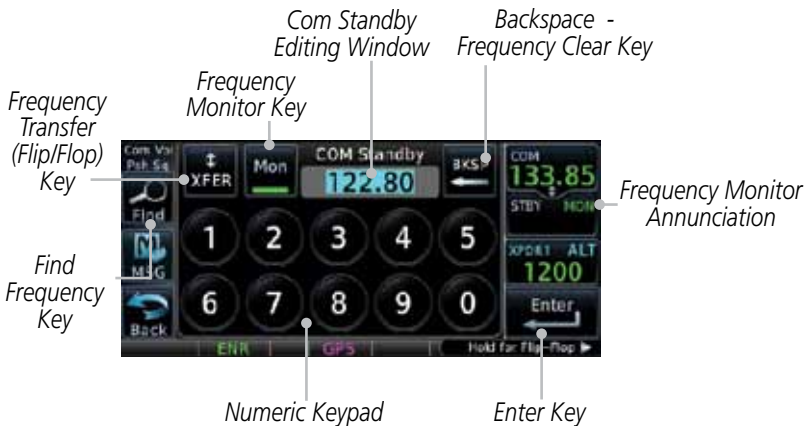 Com Standby
Editing Window
Backspace -
Frequency Clear Key
Frequency
Monitor Key
Frequency
Transfer
(Flip/Flop)
Key
Com Vol
Psh Sq
XFER
Mon
COM Standby
122.80
BKSP
COM
133.85
STBY MON
Frequency Monitor
Annunciation
Find
1 2 3 4 5
MSG
XPDR1 ALT
1200
Find
Frequency
Key
6 7 8 9 0
Back
Enter
ENR
GPS
Hold for Flip-Flop
Numeric Keypad
Enter Key